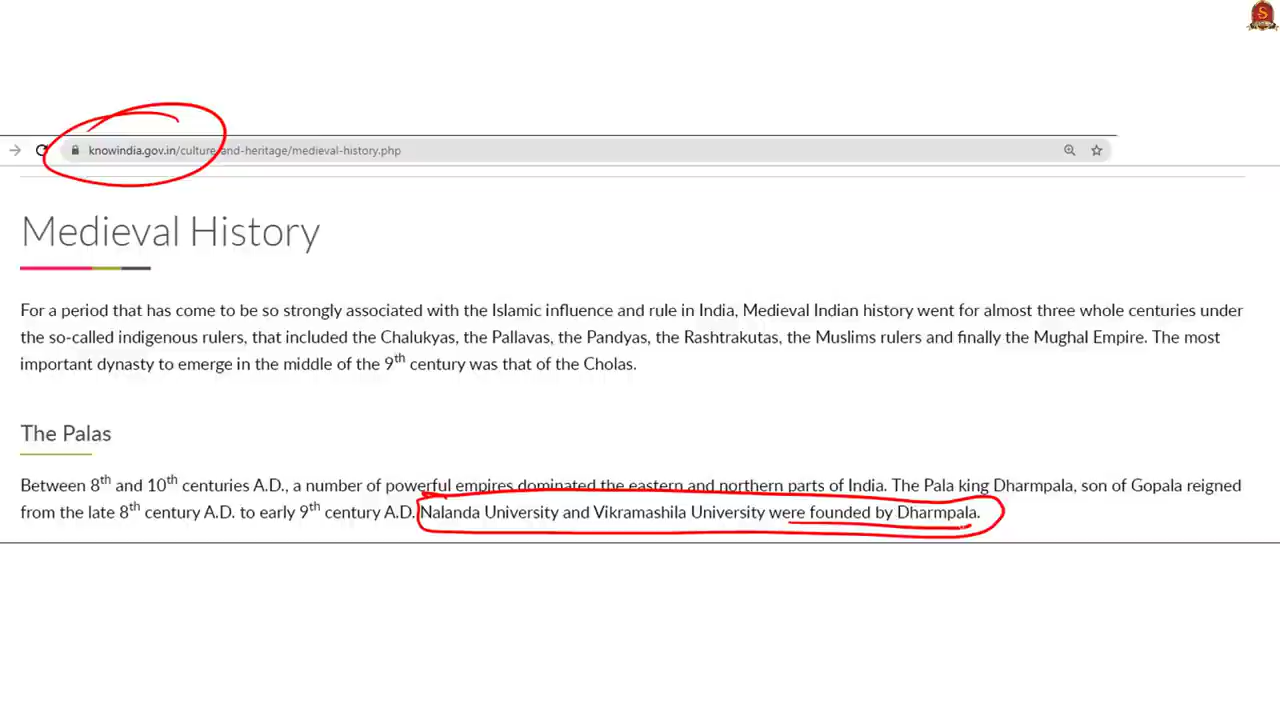 knowindia.gov.in/culture-and-heritage/medieval-history.php
Medieval History
For a period that has come to be so strongly associated with the Islamic influence and rule in India, Medieval Indian history went for almost three whole centuries under
the so-called indigenous rulers, that included the Chalukyas, the Pallavas, the Pandyas, the Rashtrakutas, the Muslims rulers and finally the Mughal Empire. The most
important dynasty to emerge in the middle of the 9th century was that of the Cholas.
The Palas
Between 8th and 10th centuries A.D., a number of powerful empires dominated the eastern and northern parts of India. The Pala king Dharmpala, son of Gopala reigned
from the late 8th century A.D. to early 9th century A.D. Nalanda University and Vikramashila University were founded by Dharmpala.